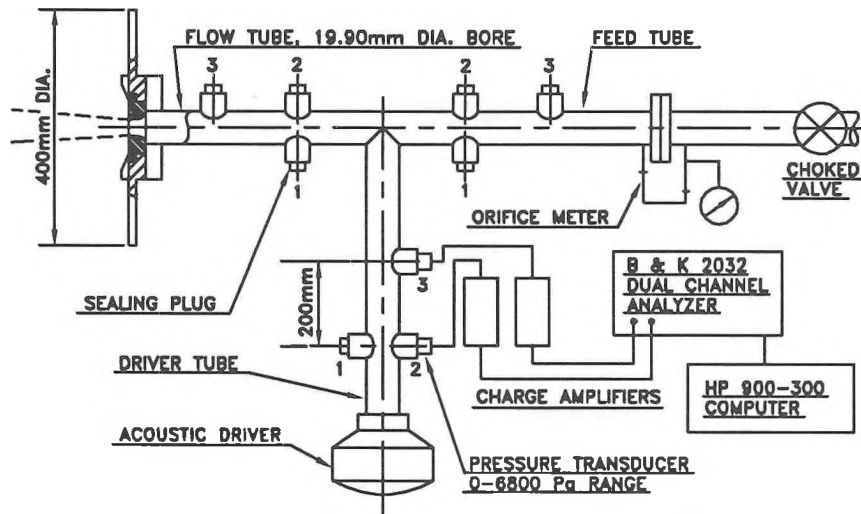 FLOW TUBE, 19.90mm DIA. BORE
FEED TUBE
3
2
2
3
400mm DIA.
1
1
CHOKED
VALVE
ORIFICE METER
SEALING PLUG
200mm
3
B & K 2032
DUAL CHANNEL
ANALYZER
1
2
DRIVER TUBE
CHARGE AMPLIFIERS
HP 900-300
COMPUTER
ACOUSTIC DRIVER
PRESSURE TRANSDUCER
0-6800 Pa RANGE